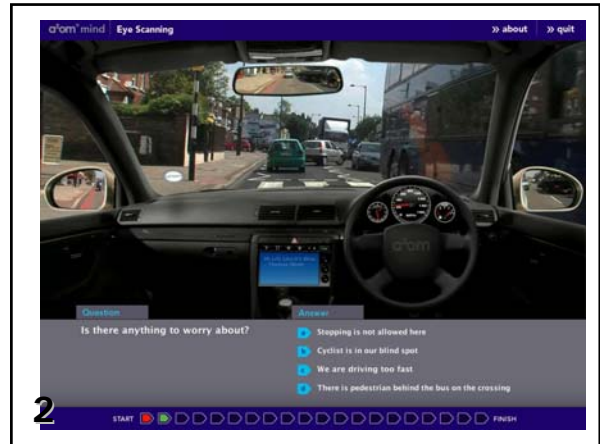 a²om mind Eye Scanning » about » quit
a²om
Question
Is there anything to worry about?
Answer
a Stopping is not allowed here
b Cyclist is in our blind spot
c We are driving too fast
d There is pedestrian behind the bus on the crossing
2
START FINISH